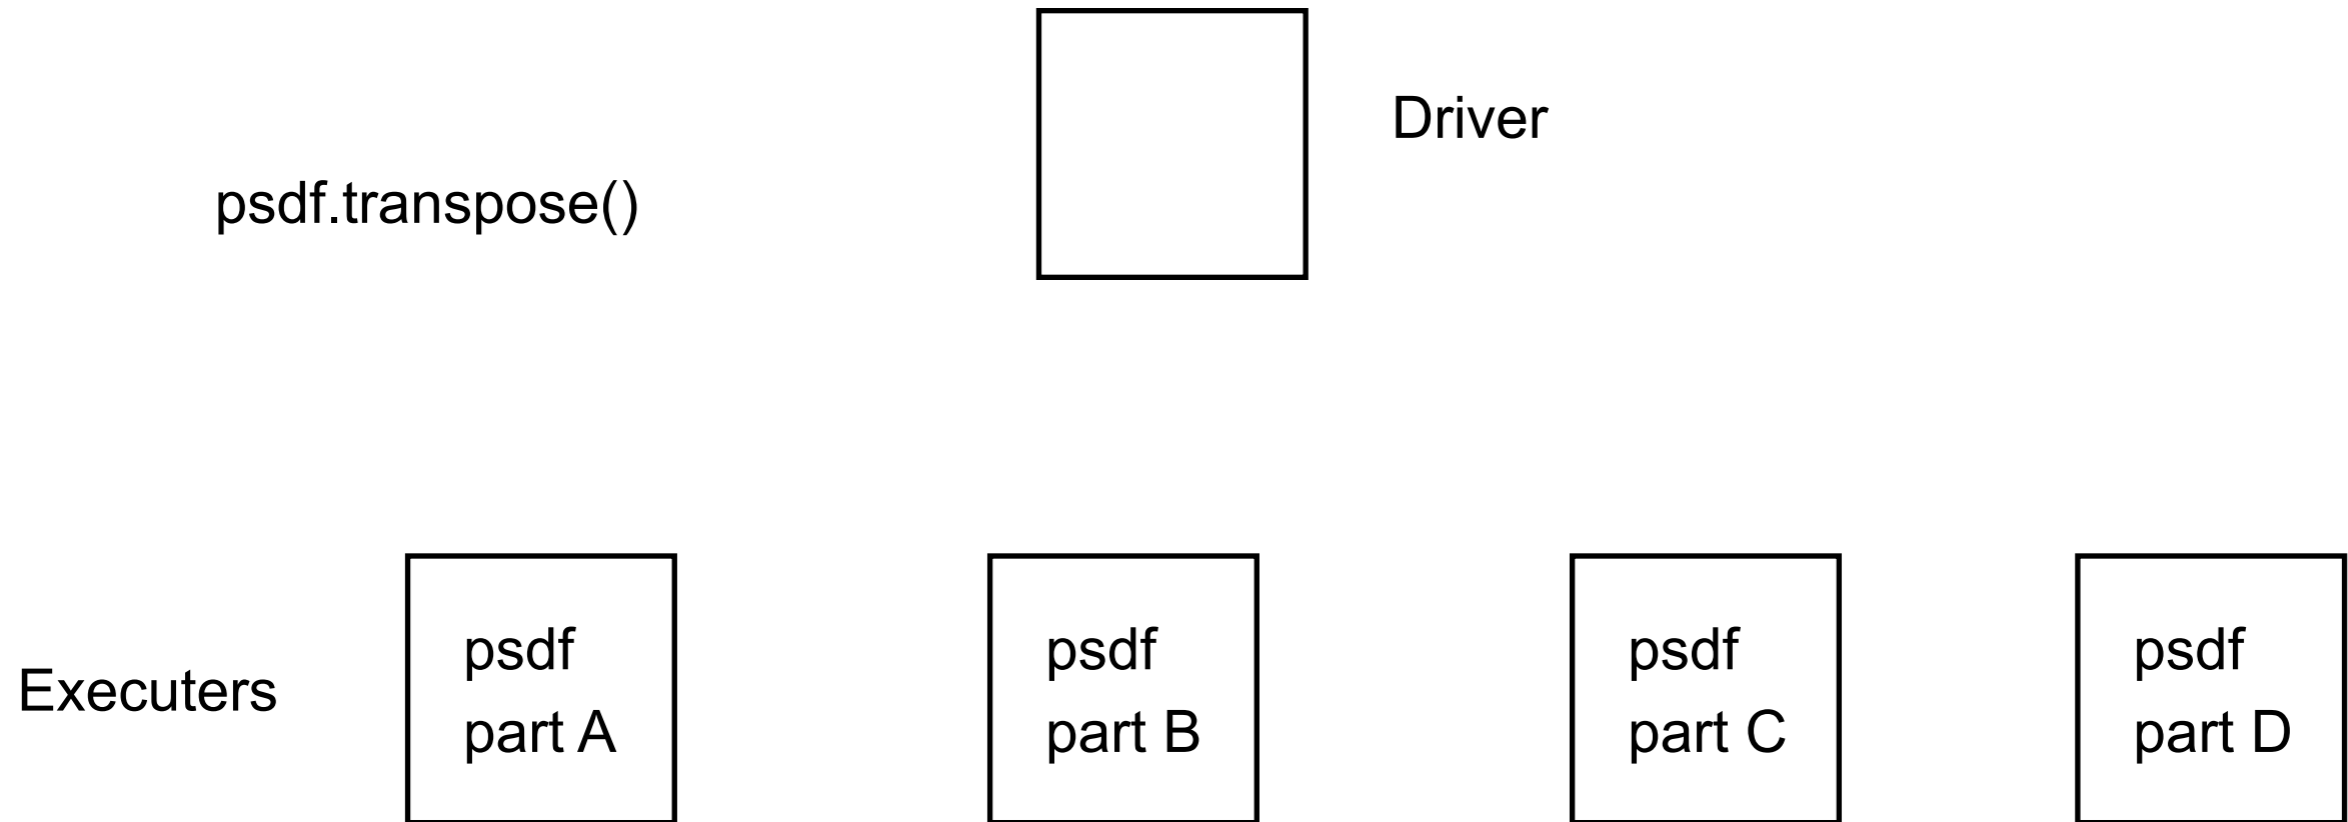 Driver
psdf.transpose()
Executers
psdf
part A
psdf
part B
psdf
part C
psdf
part D